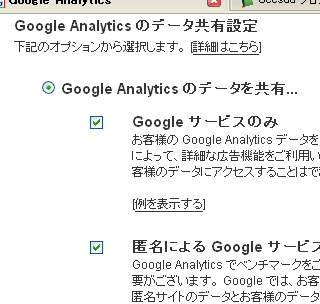 Google Analytics
Google Analytics のデータ共有設定
下記のオプションから選択します。 [詳細はこちら]
Google Analytics のデータを共有...
Google サービスのみ
お客様の Google Analytics データを
によって、詳細な広告機能をご利用い
客様のデータにアクセスすることはで
[例を表示する]
匿名による Google サービス
Google Analytics でベンチマークをご
要がございます。 Google では、お客
匿名サイトのデータとお客様のデータ